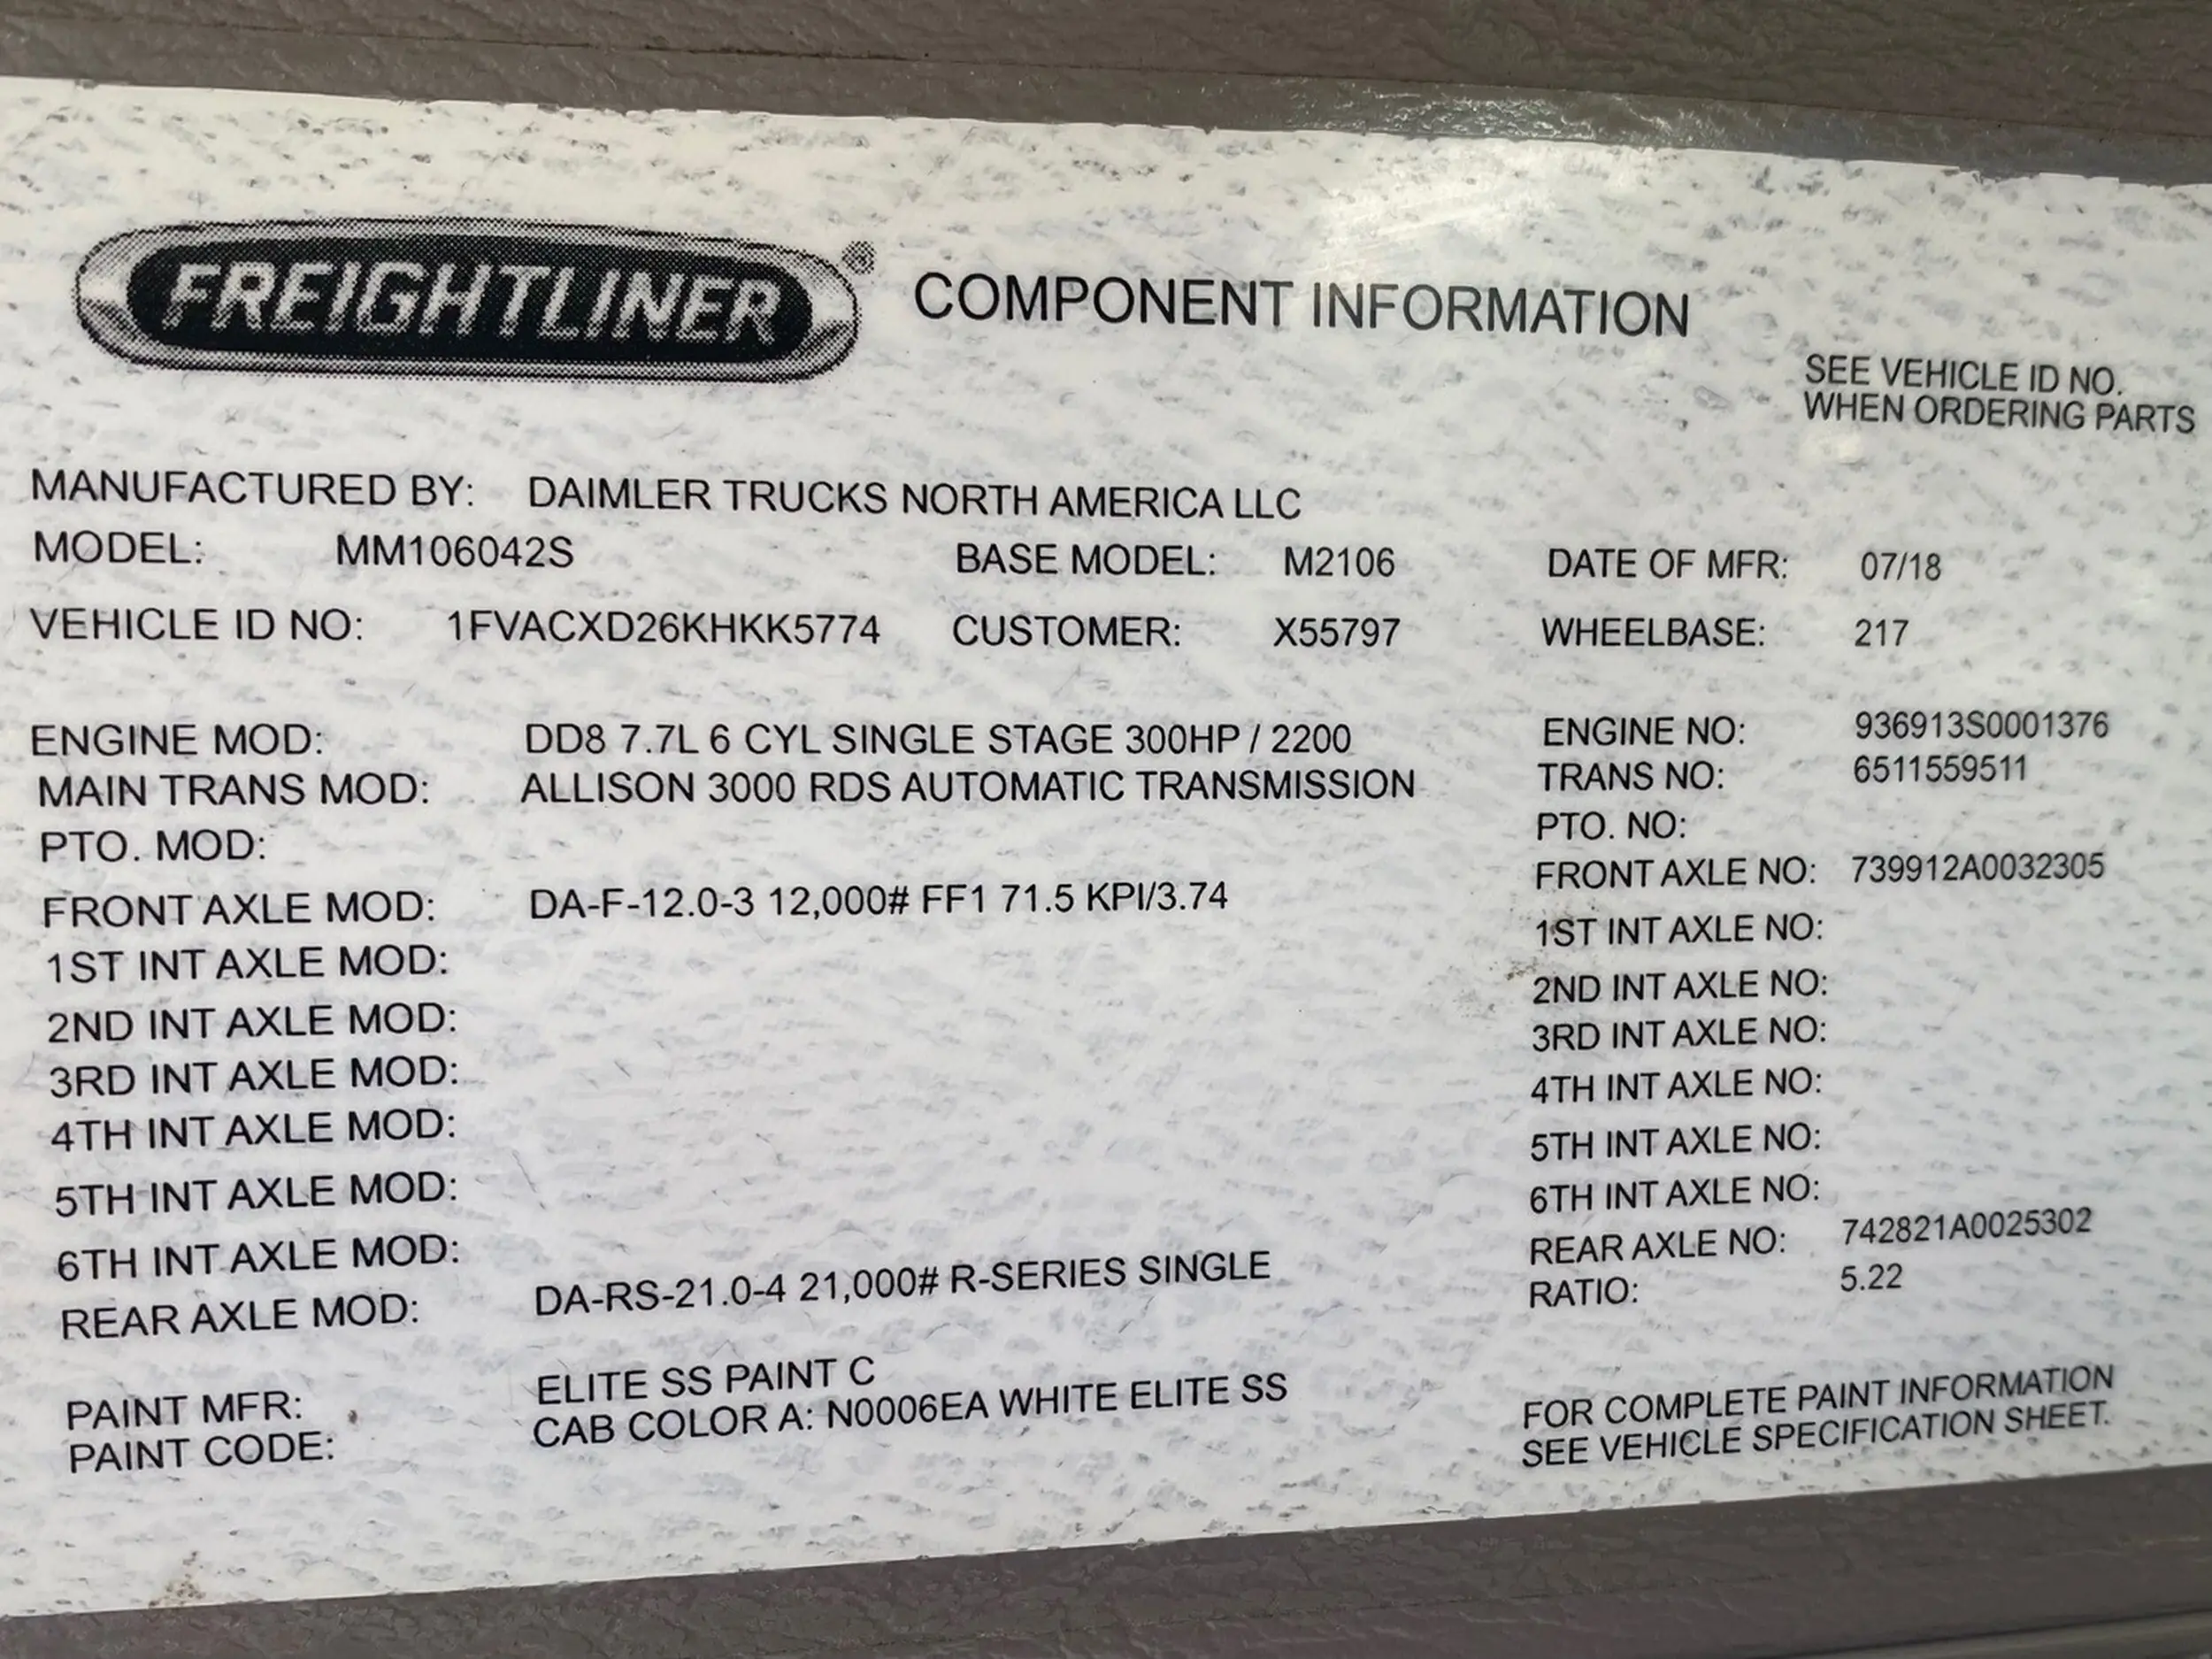 FREIGHTLINER® COMPONENT INFORMATION
SEE VEHICLE ID NO.
WHEN ORDERING PARTS
MANUFACTURED BY: DAIMLER TRUCKS NORTH AMERICA LLC
MODEL: MM106042S BASE MODEL: M2106 DATE OF MFR: 07/18
VEHICLE ID NO: 1FVACXD26KHKK5774 CUSTOMER: X55797 WHEELBASE: 217
ENGINE MOD: DD8 7.7L 6 CYL SINGLE STAGE 300HP / 2200 ENGINE NO: 936913S0001376
MAIN TRANS MOD: ALLISON 3000 RDS AUTOMATIC TRANSMISSION TRANS NO: 6511559511
PTO. MOD: PTO. NO:
FRONT AXLE MOD: DA-F-12.0-3 12,000# FF1 71.5 KPI/3.74 FRONT AXLE NO: 739912A0032305
1ST INT AXLE MOD: 1ST INT AXLE NO:
2ND INT AXLE MOD: 2ND INT AXLE NO:
3RD INT AXLE MOD: 3RD INT AXLE NO:
4TH INT AXLE MOD: 4TH INT AXLE NO:
5TH INT AXLE MOD: 5TH INT AXLE NO:
6TH INT AXLE MOD: 6TH INT AXLE NO:
REAR AXLE MOD: DA-RS-21.0-4 21,000# R-SERIES SINGLE REAR AXLE NO: 742821A0025302
RATIO: 5.22
PAINT MFR: ELITE SS PAINT C
PAINT CODE: CAB COLOR A: N0006EA WHITE ELITE SS
FOR COMPLETE PAINT INFORMATION
SEE VEHICLE SPECIFICATION SHEET.